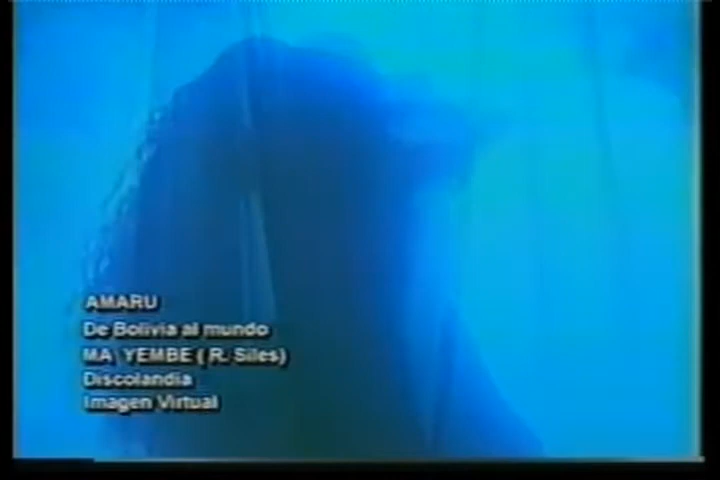 AMARU
De Bolivia al mundo
MA YEMBE ( R. Siles)
Discolandia
Imagen Virtual